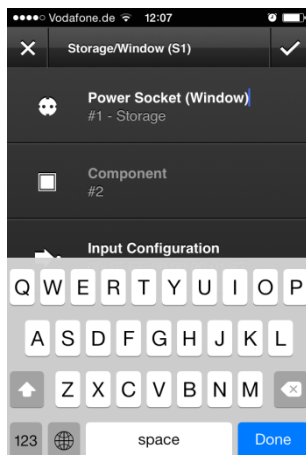 Vodafone.de 12:07
Storage/Window (S1)
Power Socket (Window)
#1 - Storage
Component
#2
Input Configuration
Q W E R T Y U I O P
A S D F G H J K L
Z X C V B N M
123 space Done